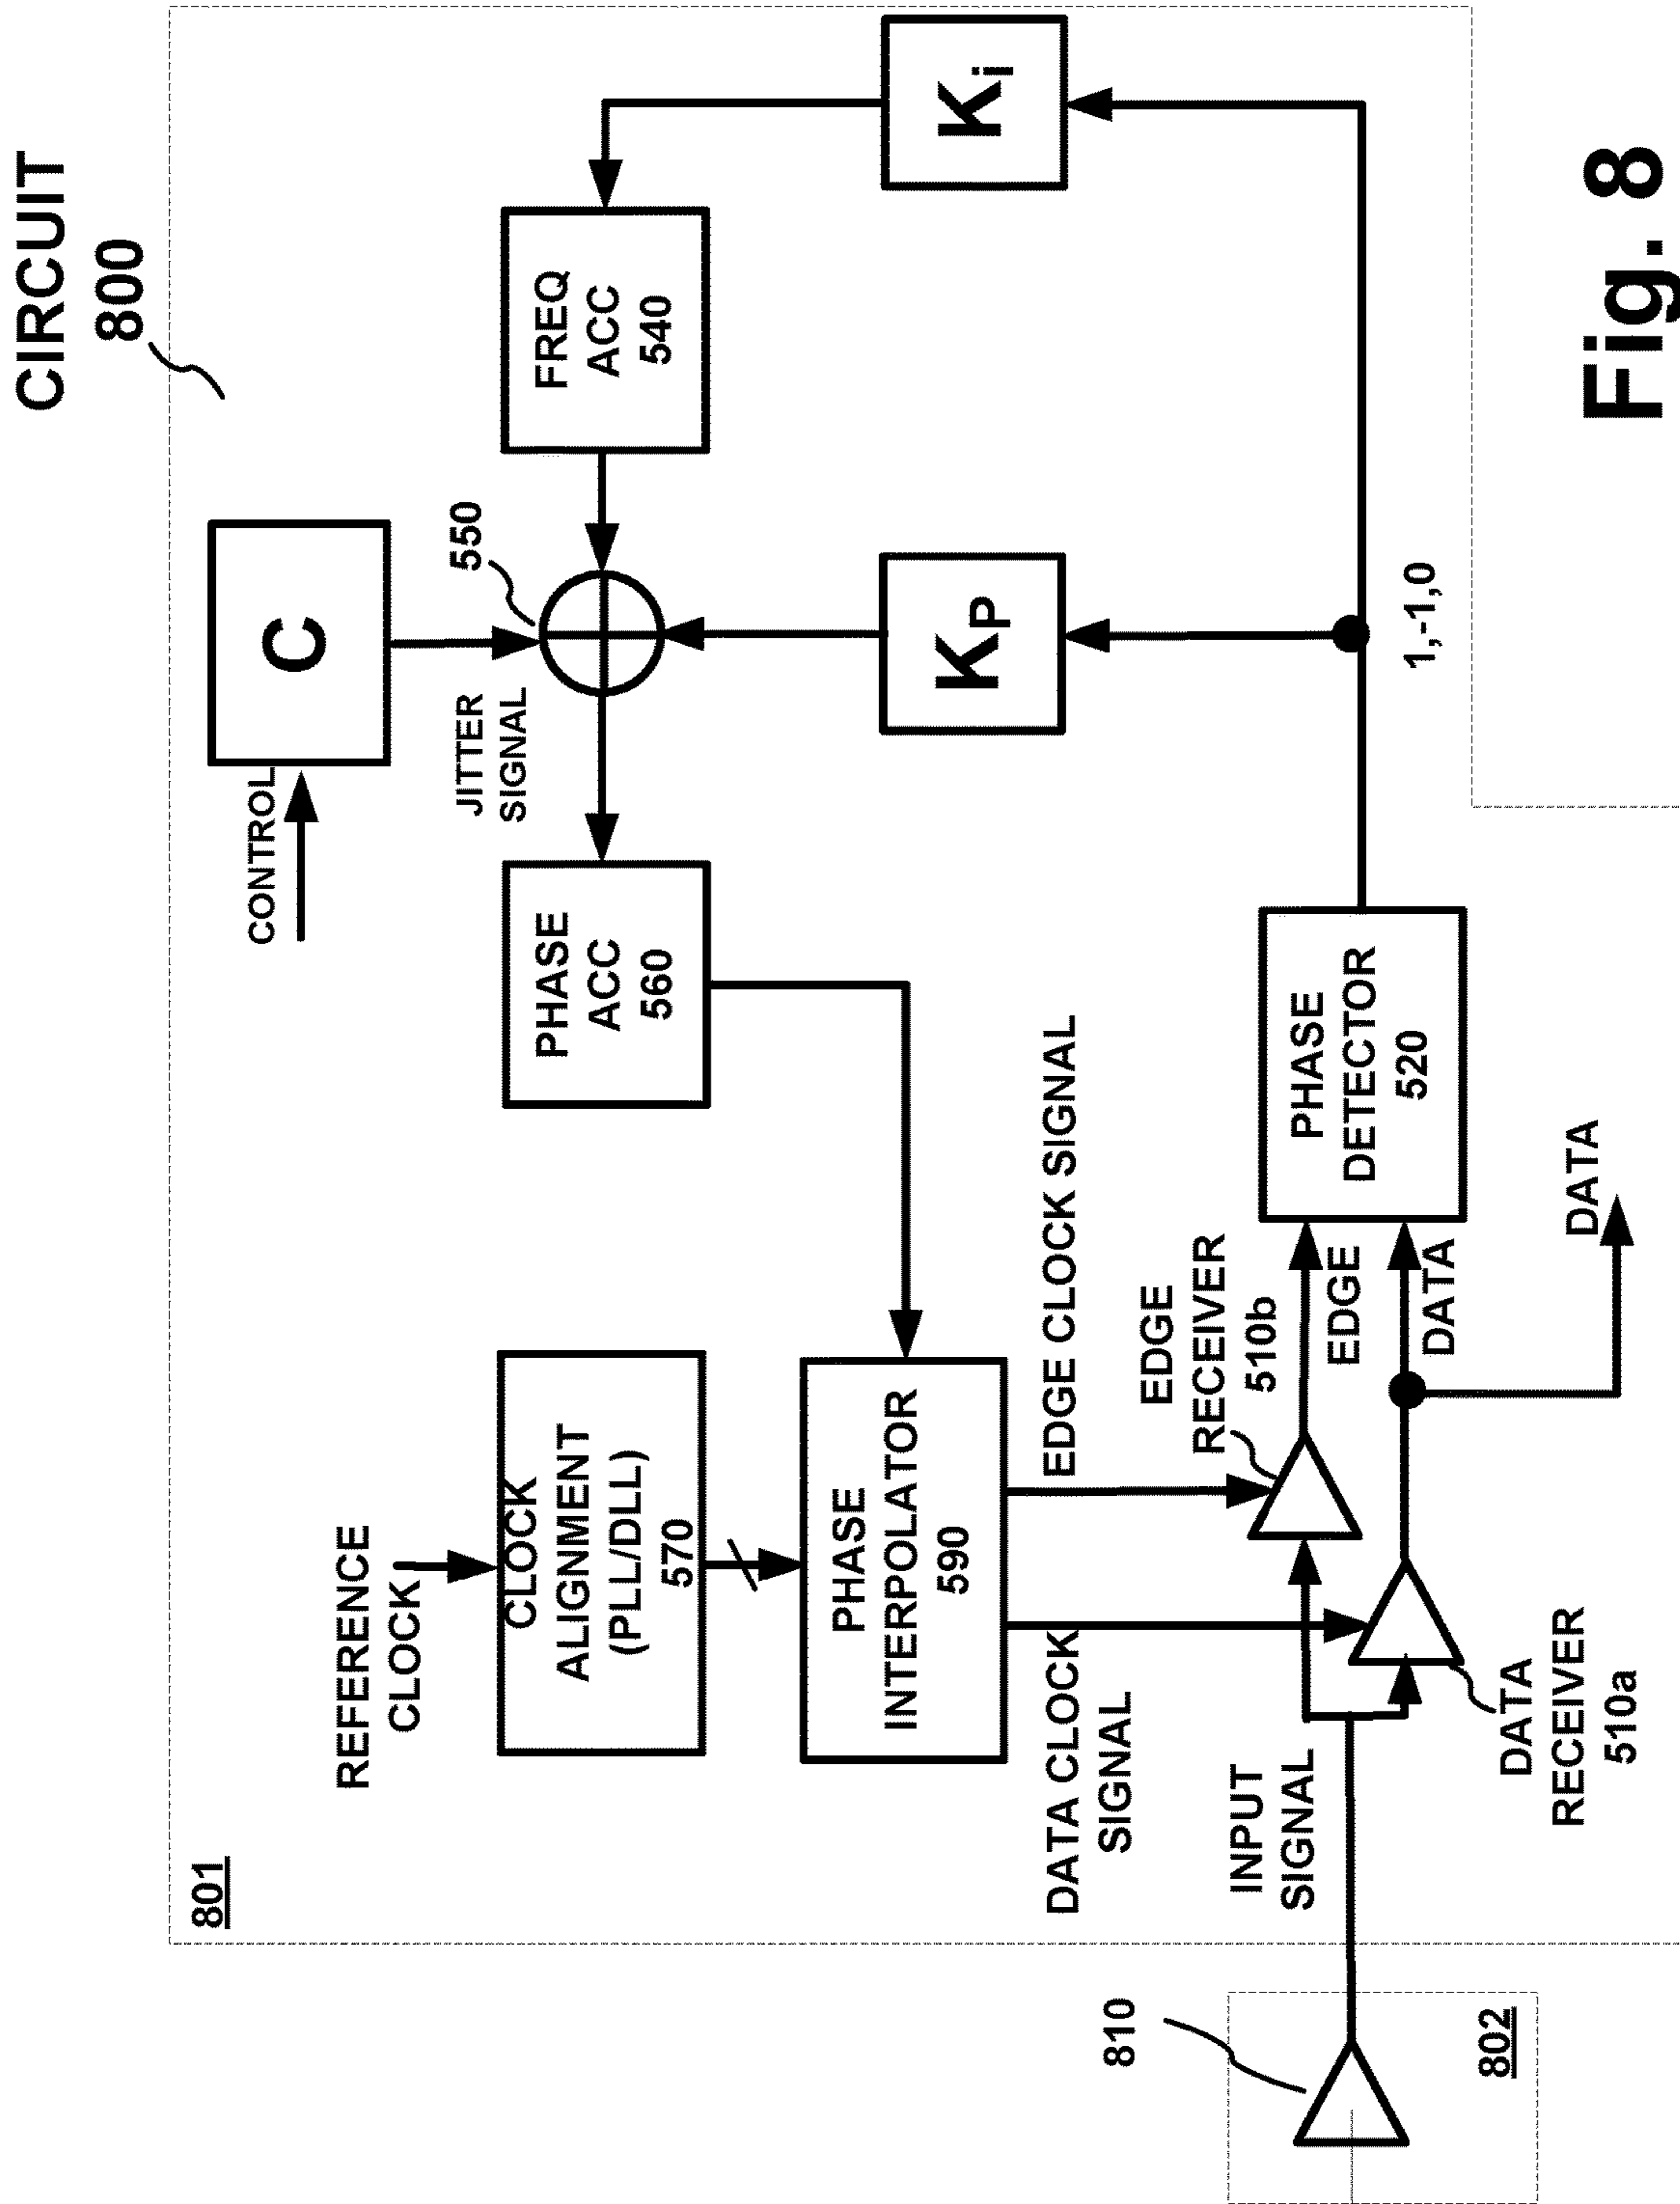 CIRCUIT
800
801
CONTROL
C
REFERENCE
CLOCK
CLOCK
ALIGNMENT
(PLL/DLL)
570
PHASE
ACC
560
JITTER
SIGNAL
550
FREQ
ACC
540
PHASE
INTERPOLATOR
590
KP
Ki
DATA CLOCK
SIGNAL
EDGE CLOCK SIGNAL
810
INPUT
SIGNAL
EDGE
RECEIVER
510b
EDGE
DATA
PHASE
DETECTOR
520
1,-1,0
802
DATA
RECEIVER
510a
DATA
Fig. 8